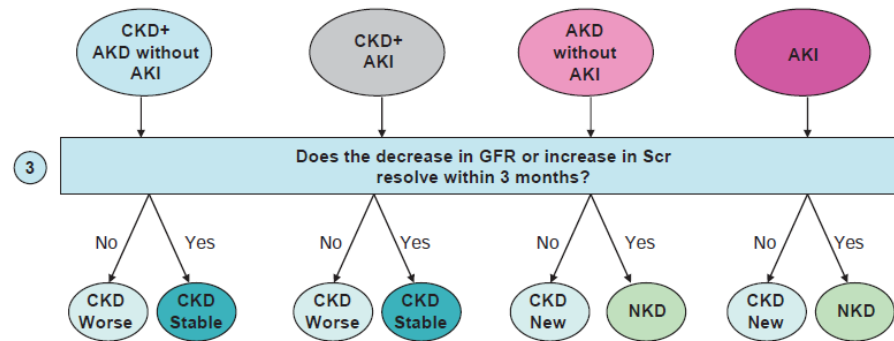 CKD+
AKD without
AKI
CKD+
AKI
AKD
without
AKI
AKI
3
Does the decrease in GFR or increase in Scr
resolve within 3 months?
No
Yes
No
Yes
No
Yes
No
Yes
CKD
Worse
CKD
Stable
CKD
Worse
CKD
Stable
CKD
New
NKD
CKD
New
NKD